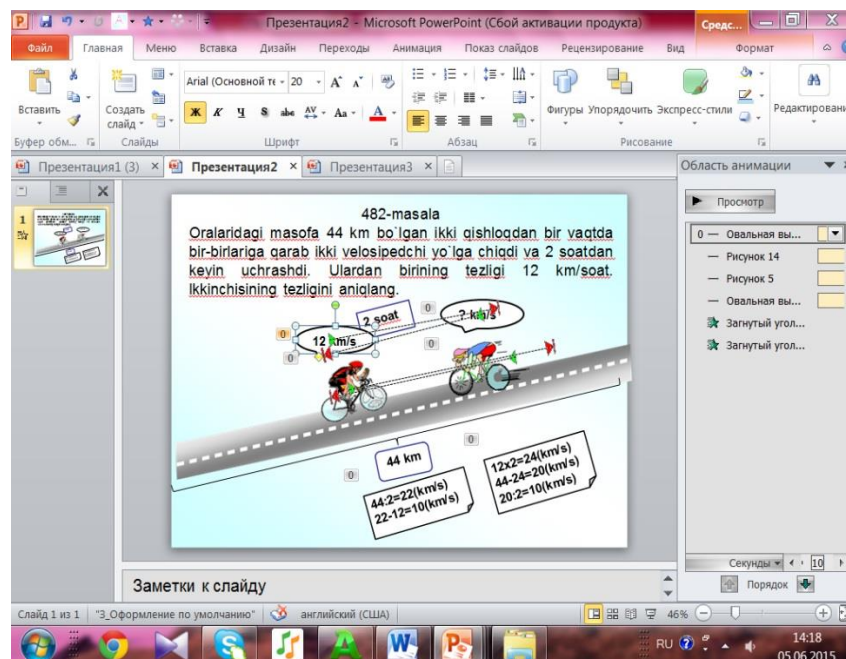 Презентация2 - Microsoft PowerPoint (Сбой активации продукта)
Средс...
Файл Главная Меню Вставка Дизайн Переходы Анимация Показ слайдов Рецензирование Вид Формат
Arial (Основной те 20
Вставить Создать слайд Фигуры Упорядочить Экспресс-стили Редактировани
Буфер обм... Слайды Шрифт Абзац Рисование
Презентация1 (3) Презентация2 Презентация3
Область анимации
Просмотр
0 Овальная вы...
Рисунок 14
Рисунок 5
Овальная вы...
Загнутый угол...
Загнутый угол...
1
482-masala
Oralaridagi masofa 44 km bo`lgan ikki qishloqdan bir vaqtda
bir-birlariga qarab ikki velosipedchi yo`lga chiqdi va 2 soatdan
keyin uchrashdi. Ulardan birining tezligi 12 km/soat.
Ikkinchisining tezligini aniqlang.
0
2 soat
? km/s
0
12 km/s
0
0
0
44 km
0
44:2=22(km/s)
22-12=10(km/s)
12x2=24(km/s)
44-24=20(km/s)
20:2=10(km/s)
Секунды 10
Порядок
Заметки к слайду
Слайд 1 из 1 "3_Оформление по умолчанию" английский (США) 46%
RU 14:18
05.06.2015